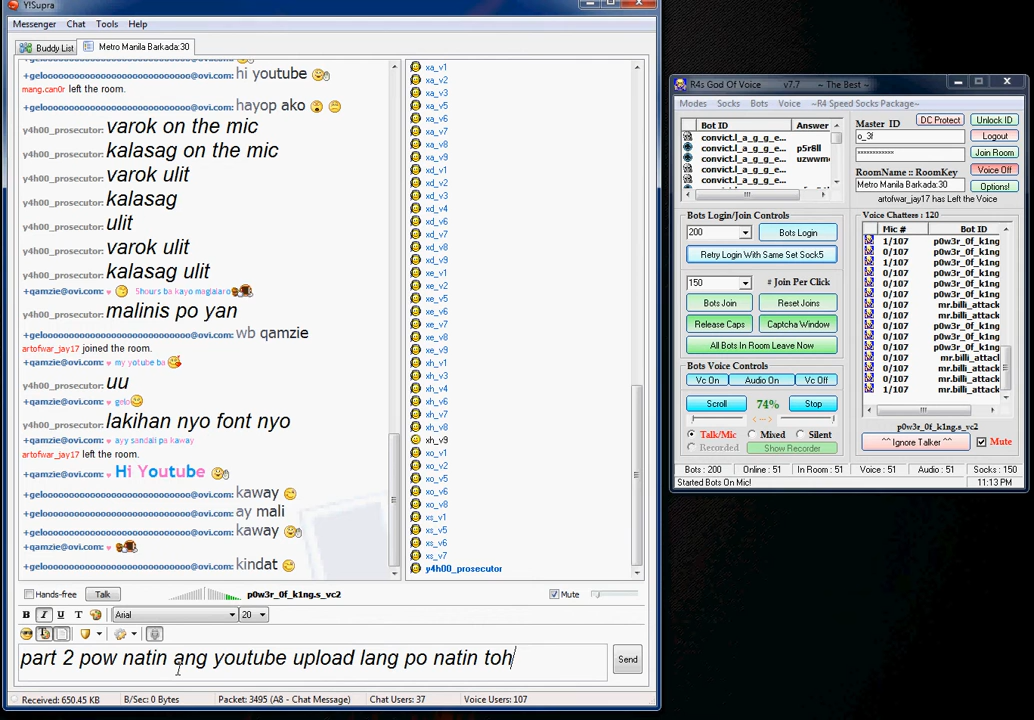 Y!Supra
Messenger Chat Tools Help
Buddy List Metro Manila Barkada:30
+geloooooooooooooooooooooo@ovi.com: hi youtube
mang.can0r left the room.
+geloooooooooooooooooooooo@ovi.com: hayop ako
y4h00_prosecutor: varok on the mic
y4h00_prosecutor: kalasag on the mic
y4h00_prosecutor: varok ulit
y4h00_prosecutor: kalasag
y4h00_prosecutor: ulit
y4h00_prosecutor: varok ulit
y4h00_prosecutor: kalasag ulit
+qamzie@ovi.com: ♥ 5hours ba kayo maglalaro
y4h00_prosecutor: malinis po yan
+geloooooooooooooooooooooo@ovi.com: wb qamzie
artofwar_jay17 joined the room.
+qamzie@ovi.com: ♥ my yotube ba
y4h00_prosecutor: uu
+qamzie@ovi.com: ♥ gelo
y4h00_prosecutor: lakihan nyo font nyo
+qamzie@ovi.com: ♥ ayy sandali pa kaway
artofwar_jay17 left the room.
+qamzie@ovi.com: ♥ Hi Youtube
+geloooooooooooooooooooooo@ovi.com: kaway
+geloooooooooooooooooooooo@ovi.com: ay mali
+geloooooooooooooooooooooo@ovi.com: kaway
+qamzie@ovi.com: ♥
+geloooooooooooooooooooooo@ovi.com: kindat
xa_v1
xa_v2
xa_v3
xa_v5
xa_v6
xa_v7
xa_v8
xa_v9
xd_v1
xd_v2
xd_v3
xd_v4
xd_v6
xd_v7
xd_v8
xd_v9
xe_v1
xe_v2
xe_v5
xe_v6
xe_v7
xe_v8
xe_v9
xh_v1
xh_v3
xh_v4
xh_v6
xh_v7
xh_v8
xh_v9
xo_v1
xo_v2
xo_v5
xo_v6
xo_v8
xs_v1
xs_v5
xs_v6
xs_v7
y4h00_prosecutor
Hands-free Talk p0w3r_0f_k1ng.s_vc2 Mute
B I U T Arial 20
part 2 pow natin ang youtube upload lang po natin toh
Send
Received: 650.45 KB B/Sec: 0 Bytes Packet: 3495 (A8 - Chat Message) Chat Users: 37 Voice Users: 107
R4s God Of Voice v7.7 ~ The Best ~
Modes Socks Bots Voice ~R4 Speed Socks Package~
Bot ID Answer
convict.l_a_g_g_e...
convict.l_a_g_g_e... p5r8ll
convict.l_a_g_g_e... uzwwm
convict.l_a_g_g_e...
convict.l_a_g_g_e...
Master ID DC Protect Unlock ID
o_3f Logout
************ Join Room
RoomName :: RoomKey Voice Off
Metro Manila Barkada:30 Options!
artofwar_jay17 has Left the Voice
Bots Login/Join Controls
200 Bots Login
Retry Login With Same Set Sock5
150 # Join Per Click
Bots Join Reset Joins
Release Caps Captcha Window
All Bots In Room Leave Now
Bots Voice Controls
Vc On Audio On Vc Off
Scroll 74% Stop
<-->
Talk/Mic Mixed Silent
Recorded Show Recorder
Voice Chatters : 120
Mic # Bot ID
1/107 p0w3r_0f_k1ng
0/107 p0w3r_0f_k1ng
1/107 p0w3r_0f_k1ng
0/107 p0w3r_0f_k1ng
0/107 p0w3r_0f_k1ng
0/107 mr.billi_attack
0/107 mr.billi_attack
0/107 p0w3r_0f_k1ng
0/107 p0w3r_0f_k1ng
0/107 mr.billi_attack
0/107 mr.billi_attack
0/107 mr.billi_attack
1/107 mr.billi_attack
p0w3r_0f_k1ng.s_vc2
^^ Ignore Talker ^^ Mute
Bots : 200 Online : 51 In Room : 51 Voice : 51 Audio : 51 Socks : 150
Started Bots On Mic! 11:13 PM